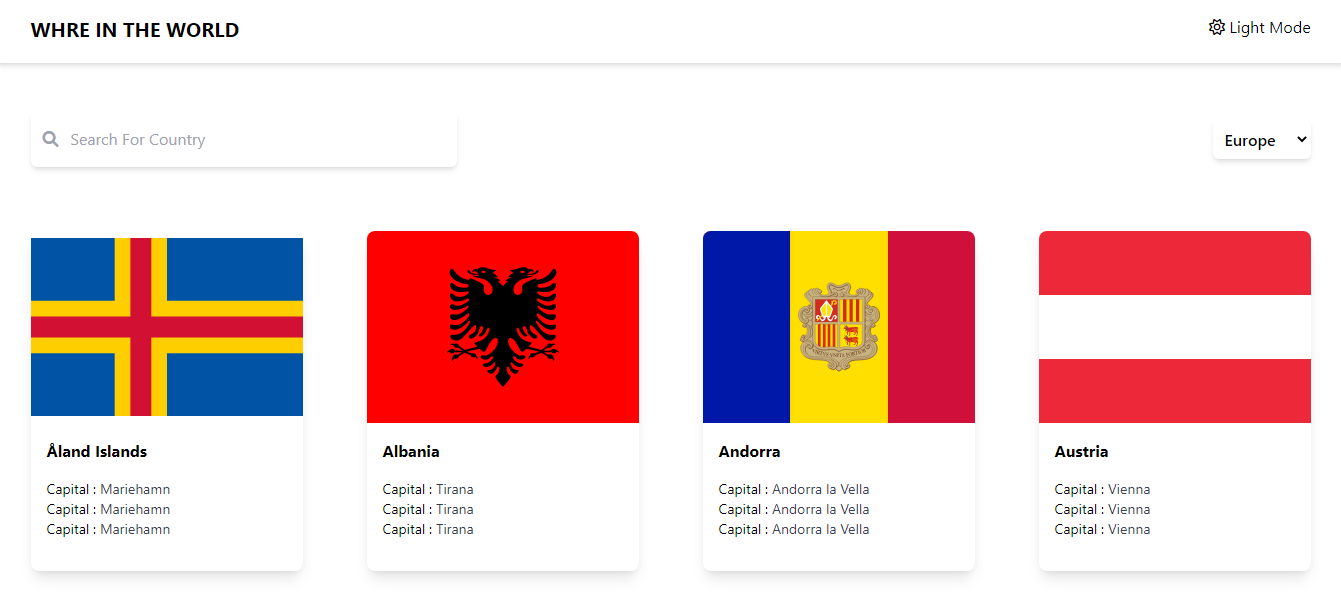 WHRE IN THE WORLD
Light Mode
Search For Country
Europe
Åland Islands
Capital : Mariehamn
Capital : Mariehamn
Capital : Mariehamn
Albania
Capital : Tirana
Capital : Tirana
Capital : Tirana
Andorra
Capital : Andorra la Vella
Capital : Andorra la Vella
Capital : Andorra la Vella
Austria
Capital : Vienna
Capital : Vienna
Capital : Vienna